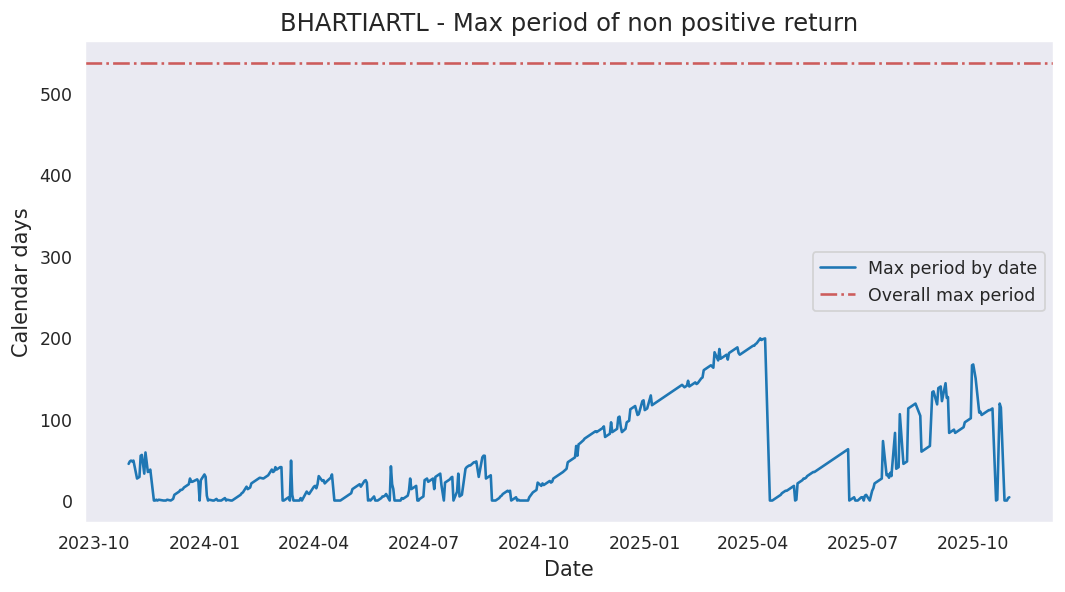 BHARTIARTL - Max period of non positive return
Calendar days
500
400
300
200
100
0
Max period by date
Overall max period
2023-10 2024-01 2024-04 2024-07 2024-10 2025-01 2025-04 2025-07 2025-10
Date